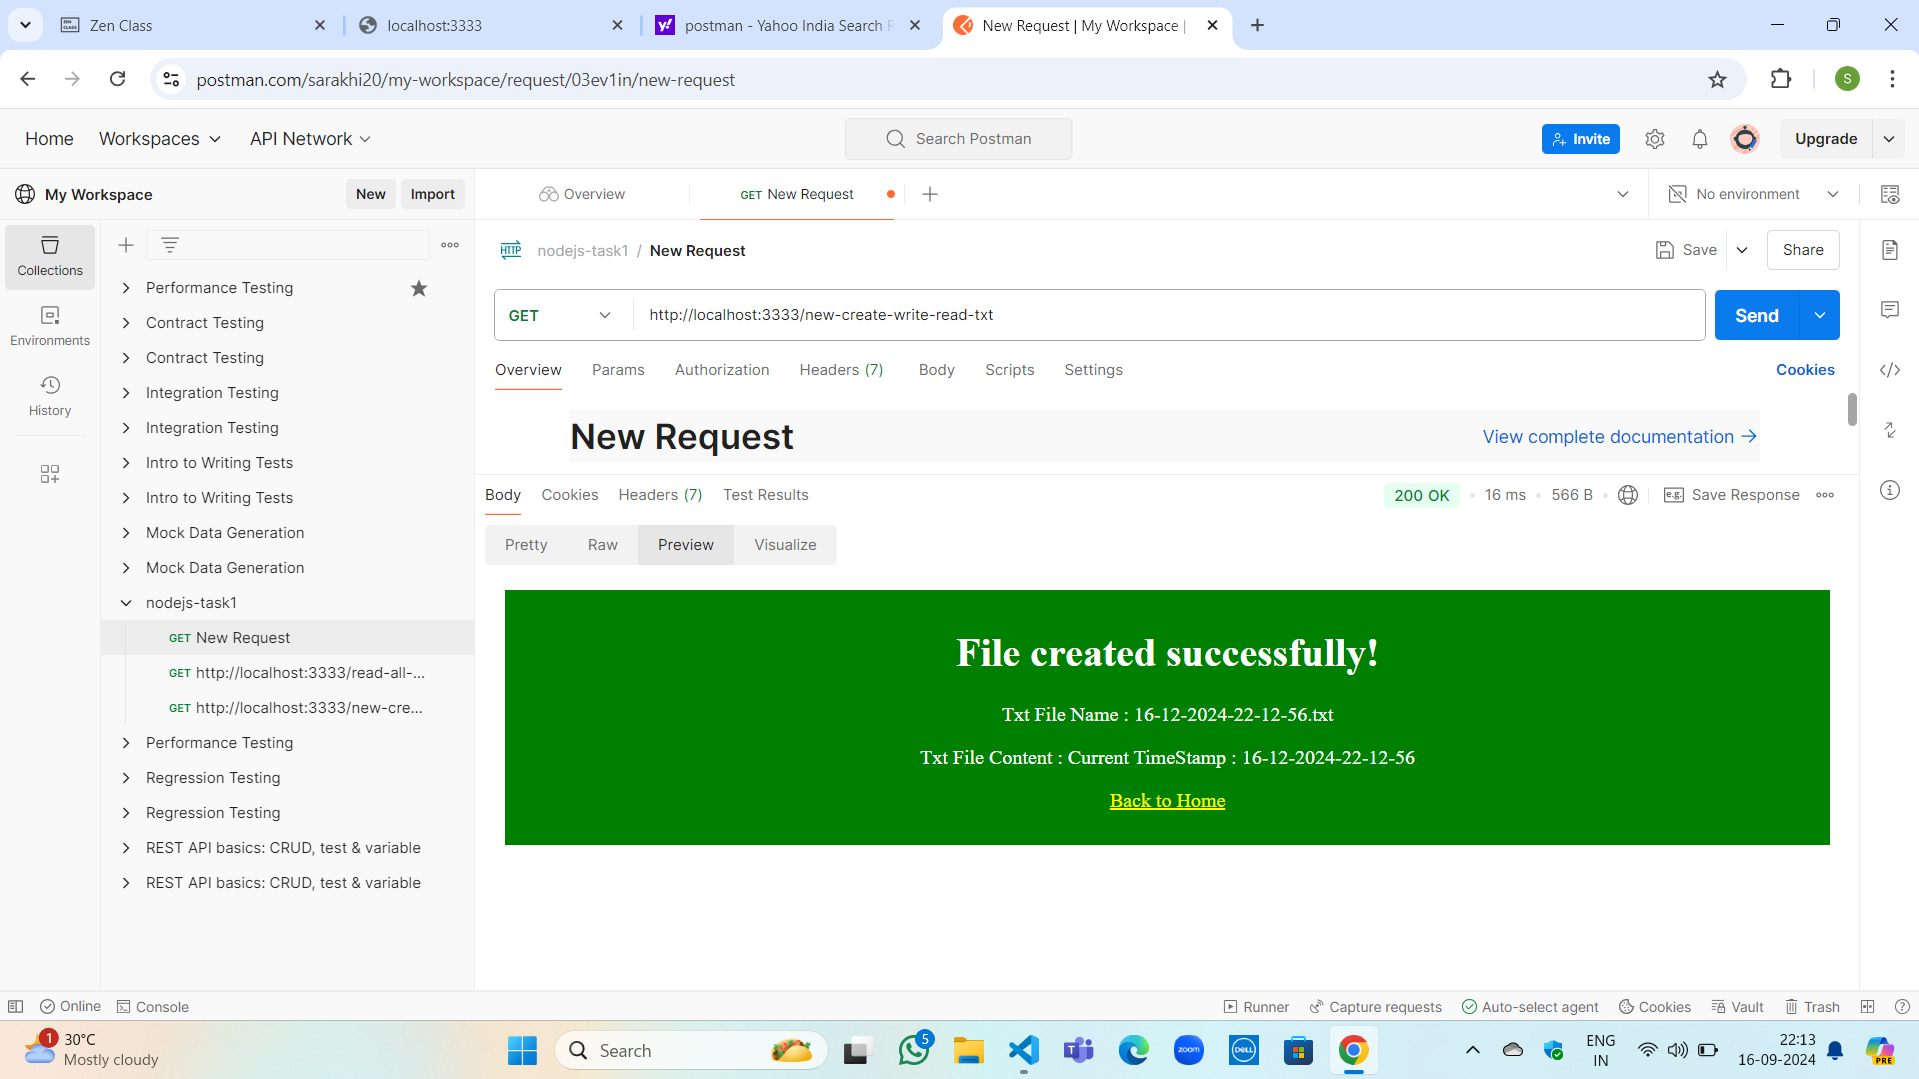 Zen Class
localhost:3333
postman - Yahoo India Search R
New Request | My Workspace |
postman.com/sarakhi20/my-workspace/request/03ev1in/new-request
S
Home Workspaces API Network
Search Postman
Invite
Upgrade
My Workspace
New
Import
Overview
GET New Request
No environment
Collections
Environments
History
Performance Testing
Contract Testing
Contract Testing
Integration Testing
Integration Testing
Intro to Writing Tests
Intro to Writing Tests
Mock Data Generation
Mock Data Generation
nodejs-task1
GET New Request
GET http://localhost:3333/read-all-...
GET http://localhost:3333/new-cre...
Performance Testing
Regression Testing
Regression Testing
REST API basics: CRUD, test & variable
REST API basics: CRUD, test & variable
HTTP nodejs-task1 / New Request
Save
Share
GET http://localhost:3333/new-create-write-read-txt
Send
Overview Params Authorization Headers (7) Body Scripts Settings
Cookies
New Request
View complete documentation →
Body Cookies Headers (7) Test Results
200 OK 16 ms 566 B
e.g. Save Response
Pretty Raw Preview Visualize
File created successfully!
Txt File Name : 16-12-2024-22-12-56.txt
Txt File Content : Current TimeStamp : 16-12-2024-22-12-56
Back to Home
Online Console
Runner Capture requests Auto-select agent Cookies Vault Trash
1
30°C
Mostly cloudy
Search
5
zoom
DELL
ENG
IN
22:13
16-09-2024
PRE